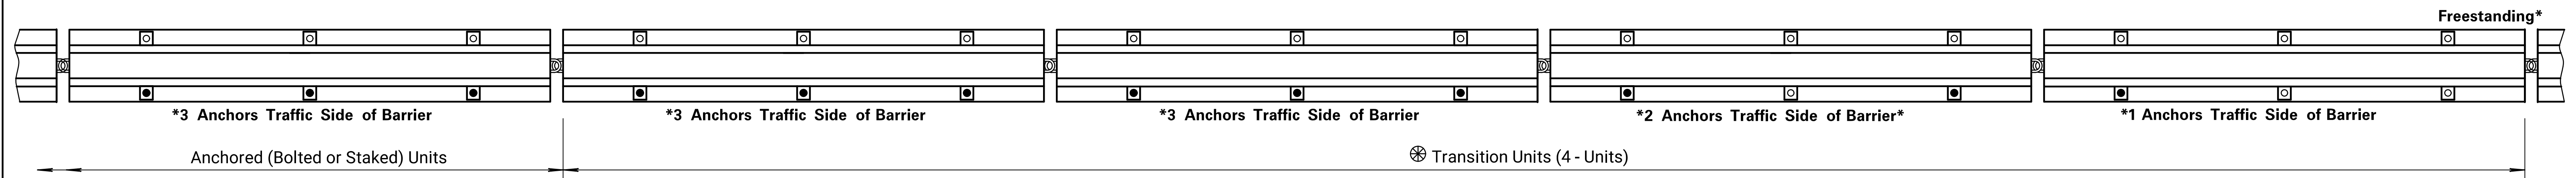 Freestanding*
*3 Anchors Traffic Side of Barrier
*3 Anchors Traffic Side of Barrier
*3 Anchors Traffic Side of Barrier
*2 Anchors Traffic Side of Barrier*
*1 Anchors Traffic Side of Barrier
Anchored (Bolted or Staked) Units
⊛ Transition Units (4 - Units)